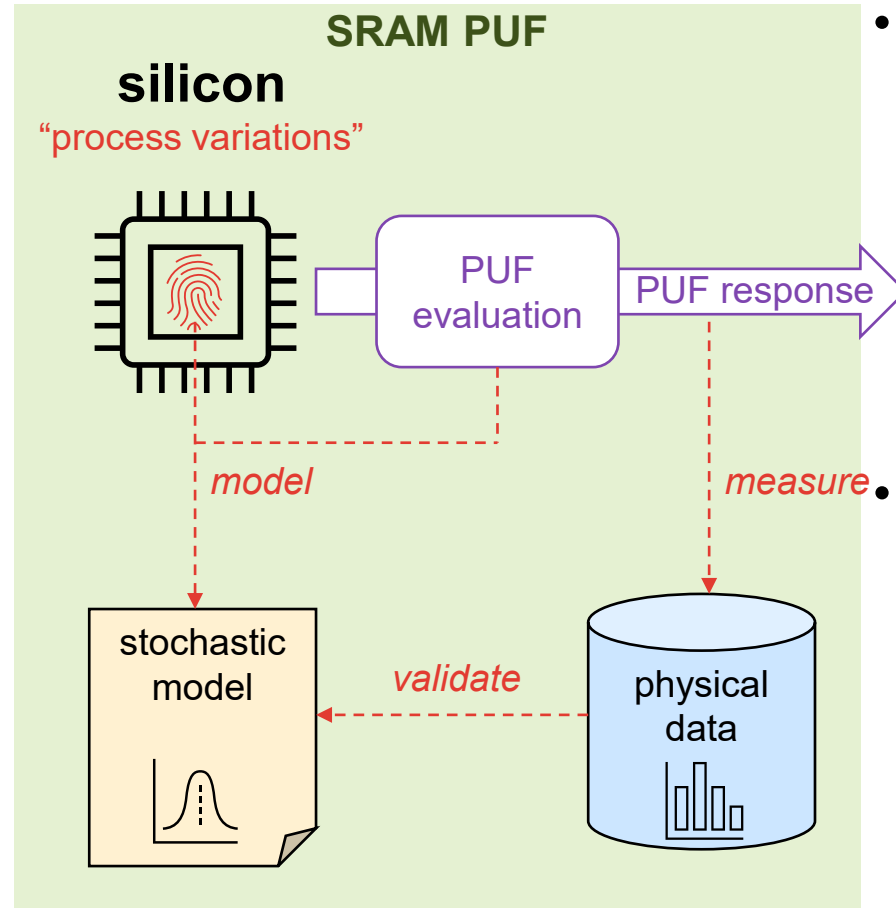 SRAM PUF
silicon
“process variations”
PUF
evaluation
PUF response
model
measure
stochastic
model
validate
physical
data